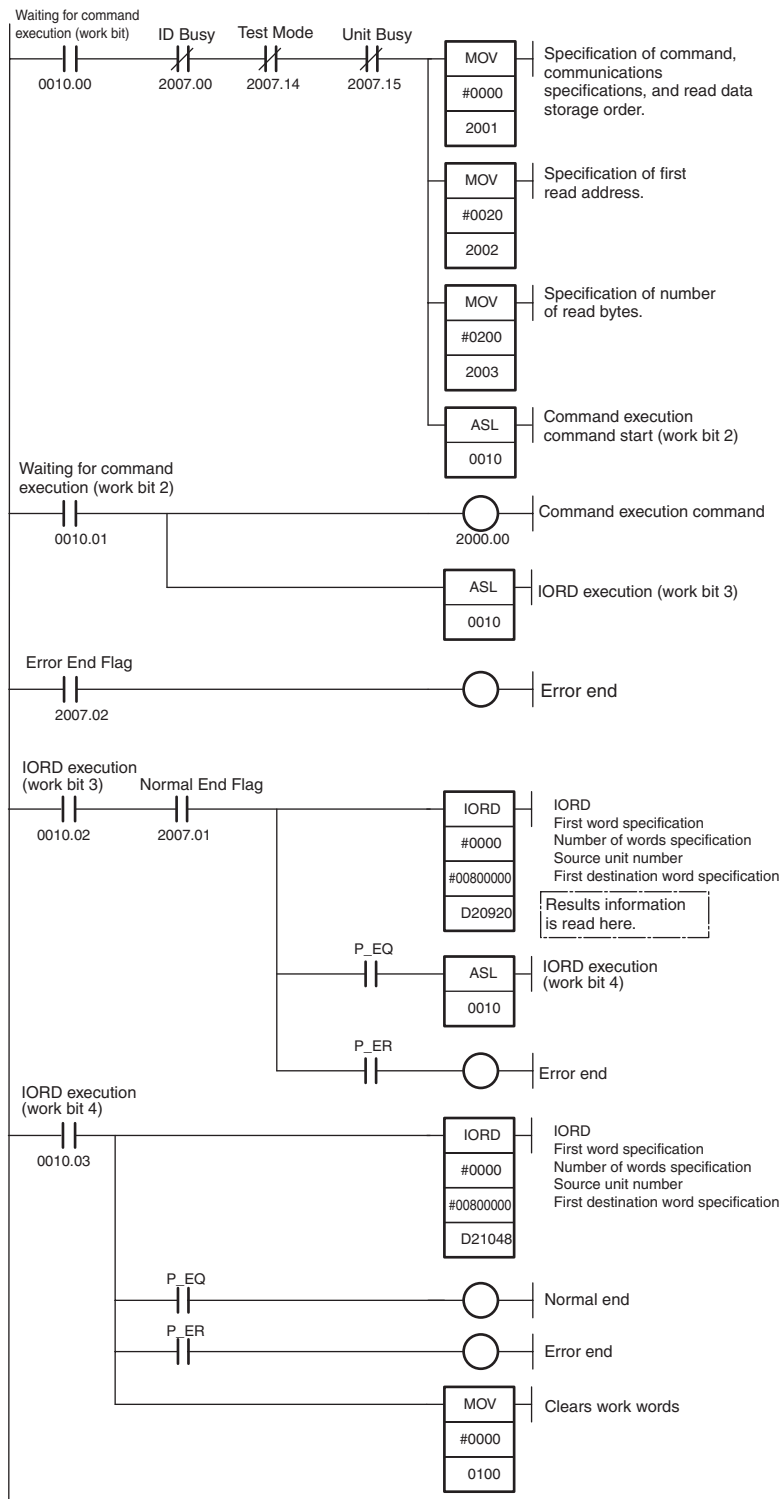 Waiting for command
execution (work bit)
ID Busy
Test Mode
Unit Busy
0010.00
2007.00
2007.14
2007.15
MOV
#0000
2001
Specification of command,
communications
specifications, and read data
storage order.
MOV
#0020
2002
Specification of first
read address.
MOV
#0200
2003
Specification of number
of read bytes.
ASL
0010
Command execution
command start (work bit 2)
Waiting for command
execution (work bit 2)
0010.01
2000.00
Command execution command
ASL
0010
IORD execution (work bit 3)
Error End Flag
2007.02
Error end
IORD execution
(work bit 3)
Normal End Flag
0010.02
2007.01
IORD
#0000
#00800000
D20920
IORD
First word specification
Number of words specification
Source unit number
First destination word specification
Results information
is read here.
P_EQ
ASL
0010
IORD execution
(work bit 4)
P_ER
Error end
IORD execution
(work bit 4)
0010.03
IORD
#0000
#00800000
D21048
IORD
First word specification
Number of words specification
Source unit number
First destination word specification
P_EQ
Normal end
P_ER
Error end
MOV
#0000
0100
Clears work words